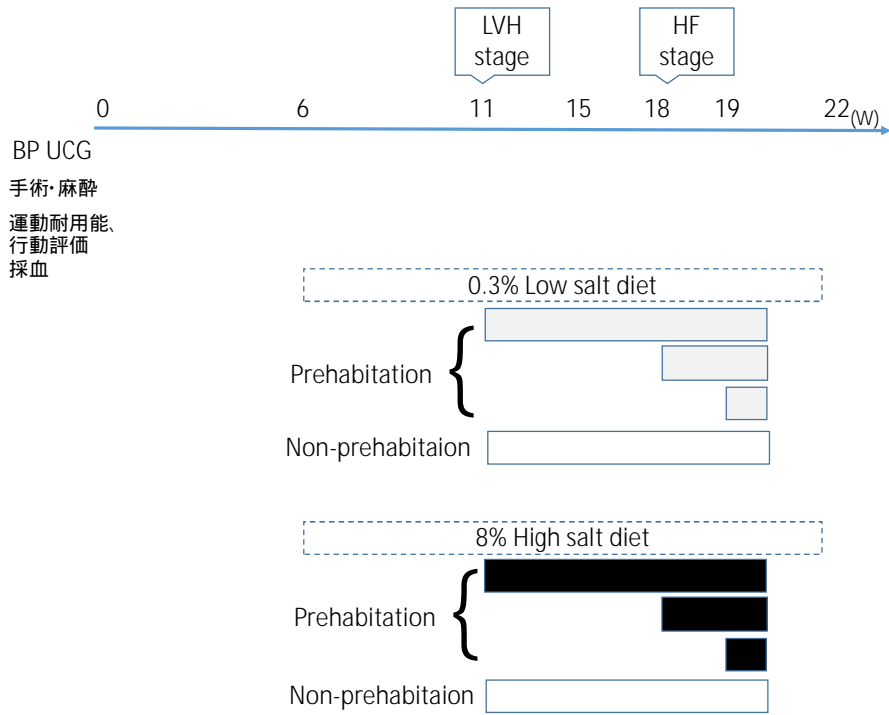 LVH
stage
HF
stage
0 6 11 15 18 19 22(W)
BP UCG
手術・麻酔
運動耐用能、
行動評価
採血
0.3% Low salt diet
Prehabitation
Non-prehabitaion
8% High salt diet
Prehabitation
Non-prehabitaion